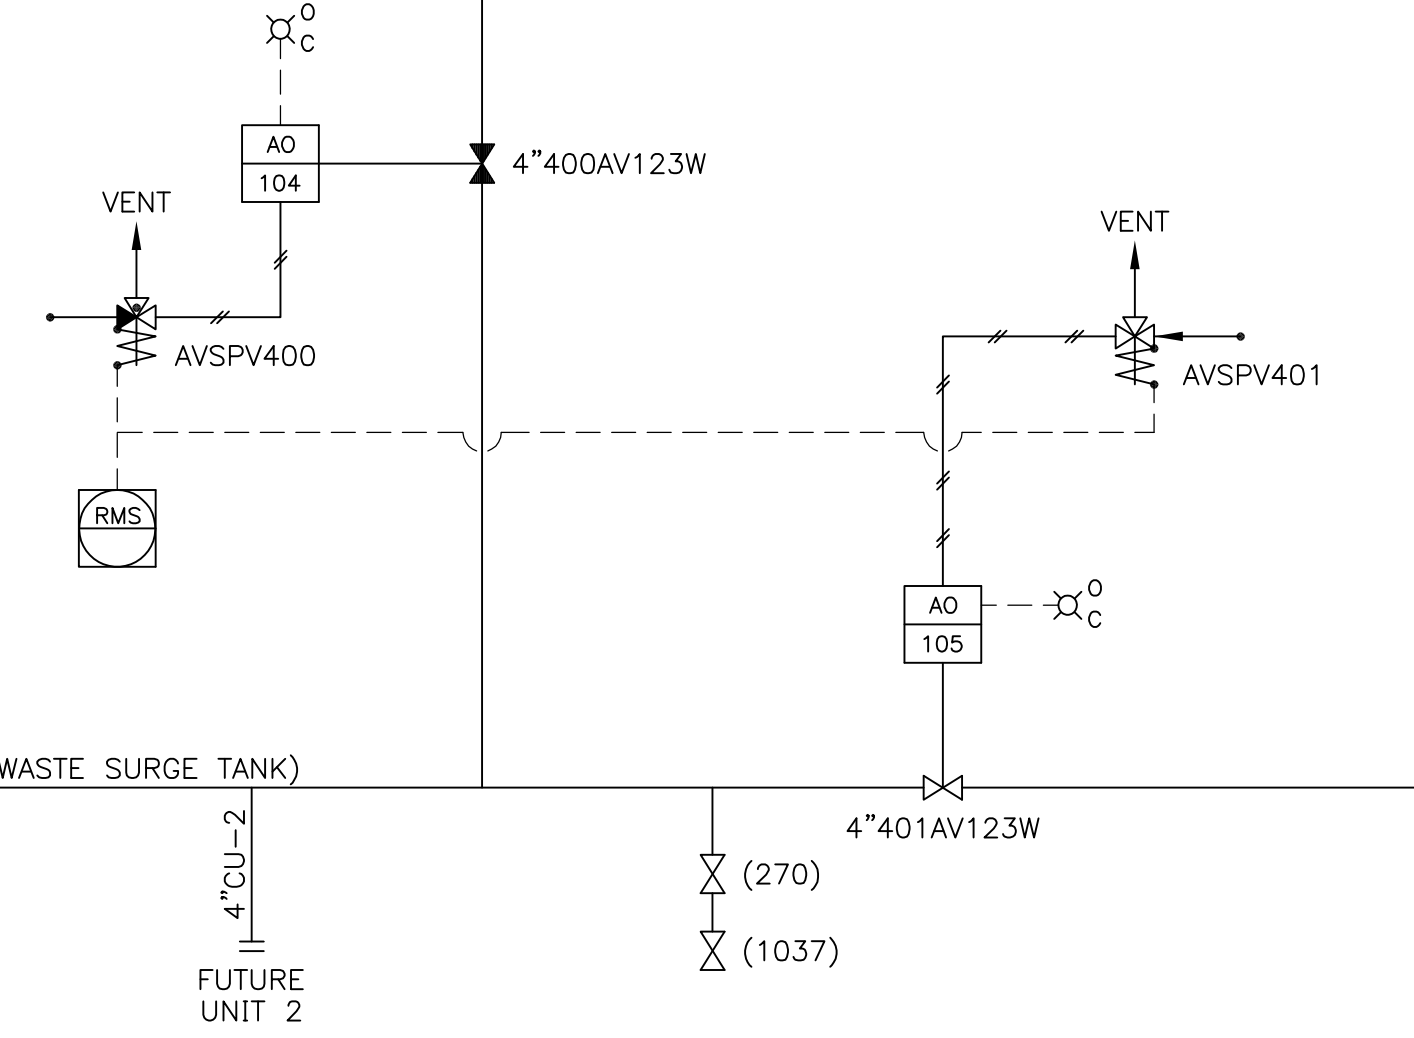 O
C
AO
104
4”400AV123W
VENT
VENT
AVSPV400
AVSPV401
RMS
AO
105
O
C
WASTE SURGE TANK)
4”CU-2
4”401AV123W
(270)
(1037)
FUTURE
UNIT 2